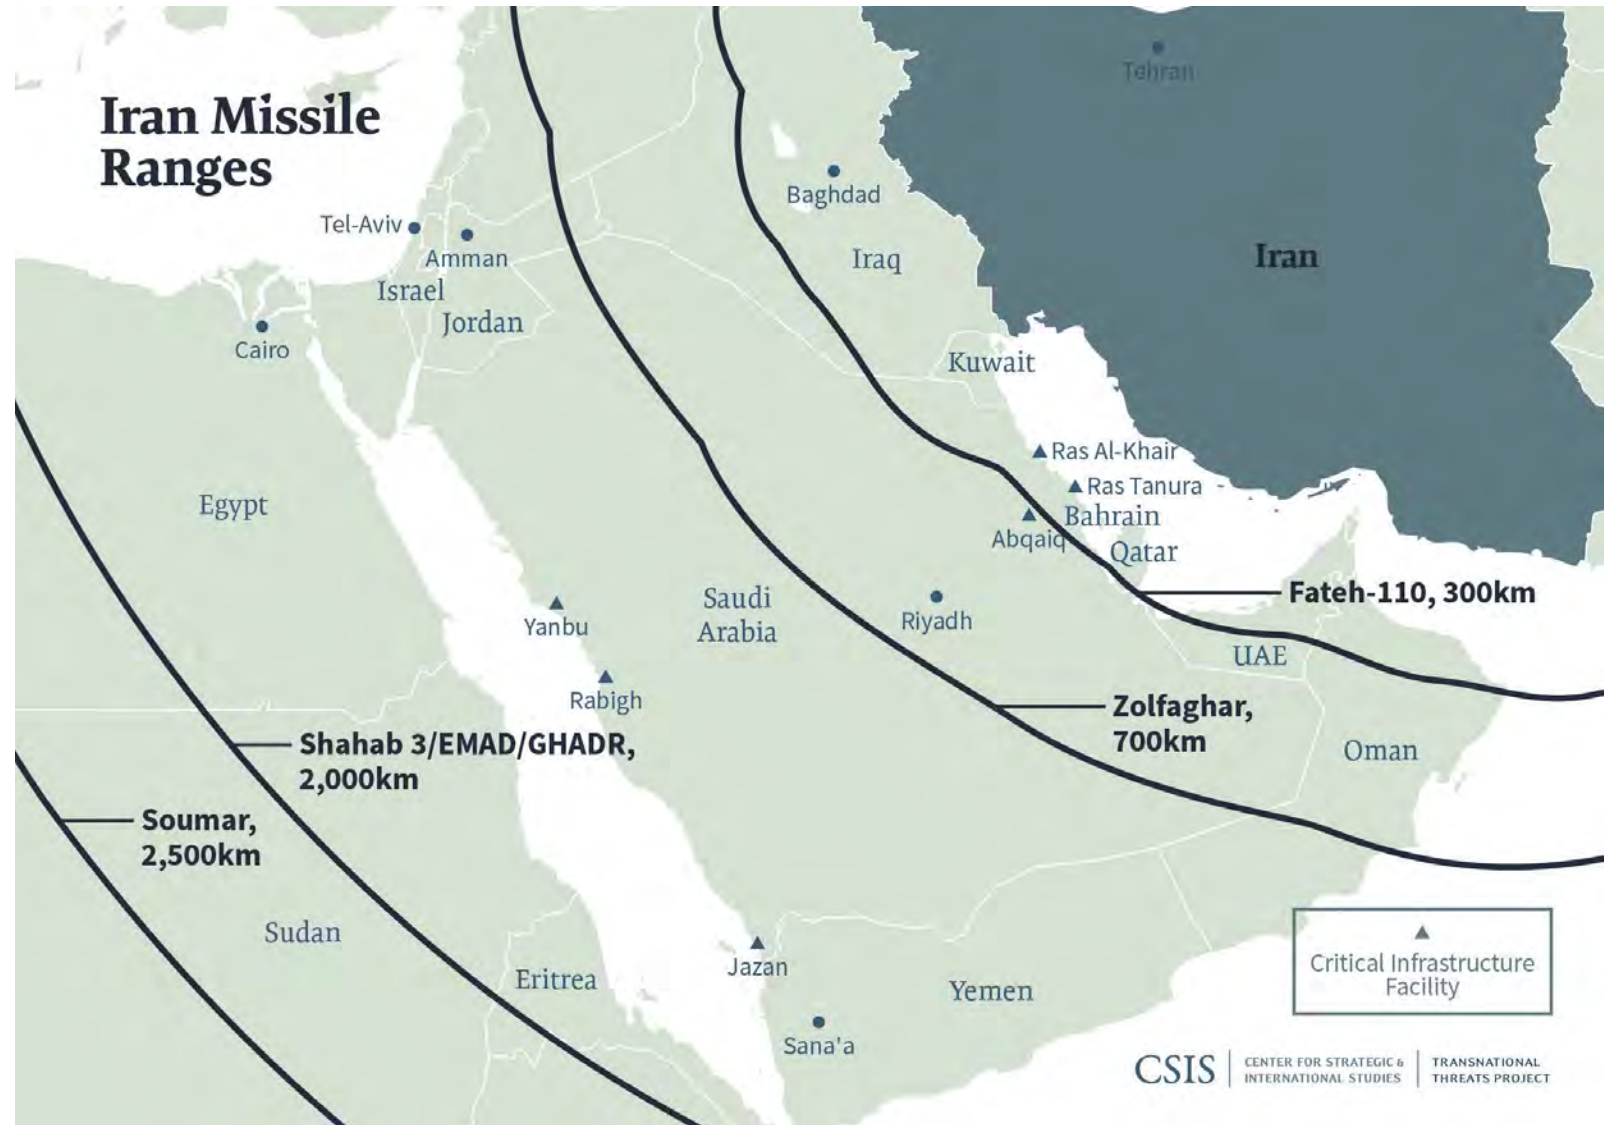 Iran Missile
Ranges
Tehran
Baghdad
Tel-Aviv
Amman
Iraq
Iran
Israel
Jordan
Cairo
Kuwait
Ras Al-Khair
Ras Tanura
Egypt
Bahrain
Abqaiq
Qatar
Fateh-110, 300km
Saudi
Arabia
Yanbu
Riyadh
UAE
Rabigh
Zolfaghar,
700km
Shahab 3/EMAD/GHADR,
2,000km
Oman
Soumar,
2,500km
Sudan
Eritrea
Jazan
Yemen
Sana'a
Critical Infrastructure
Facility
CSIS
CENTER FOR STRATEGIC &
INTERNATIONAL STUDIES
TRANSNATIONAL
THREATS PROJECT